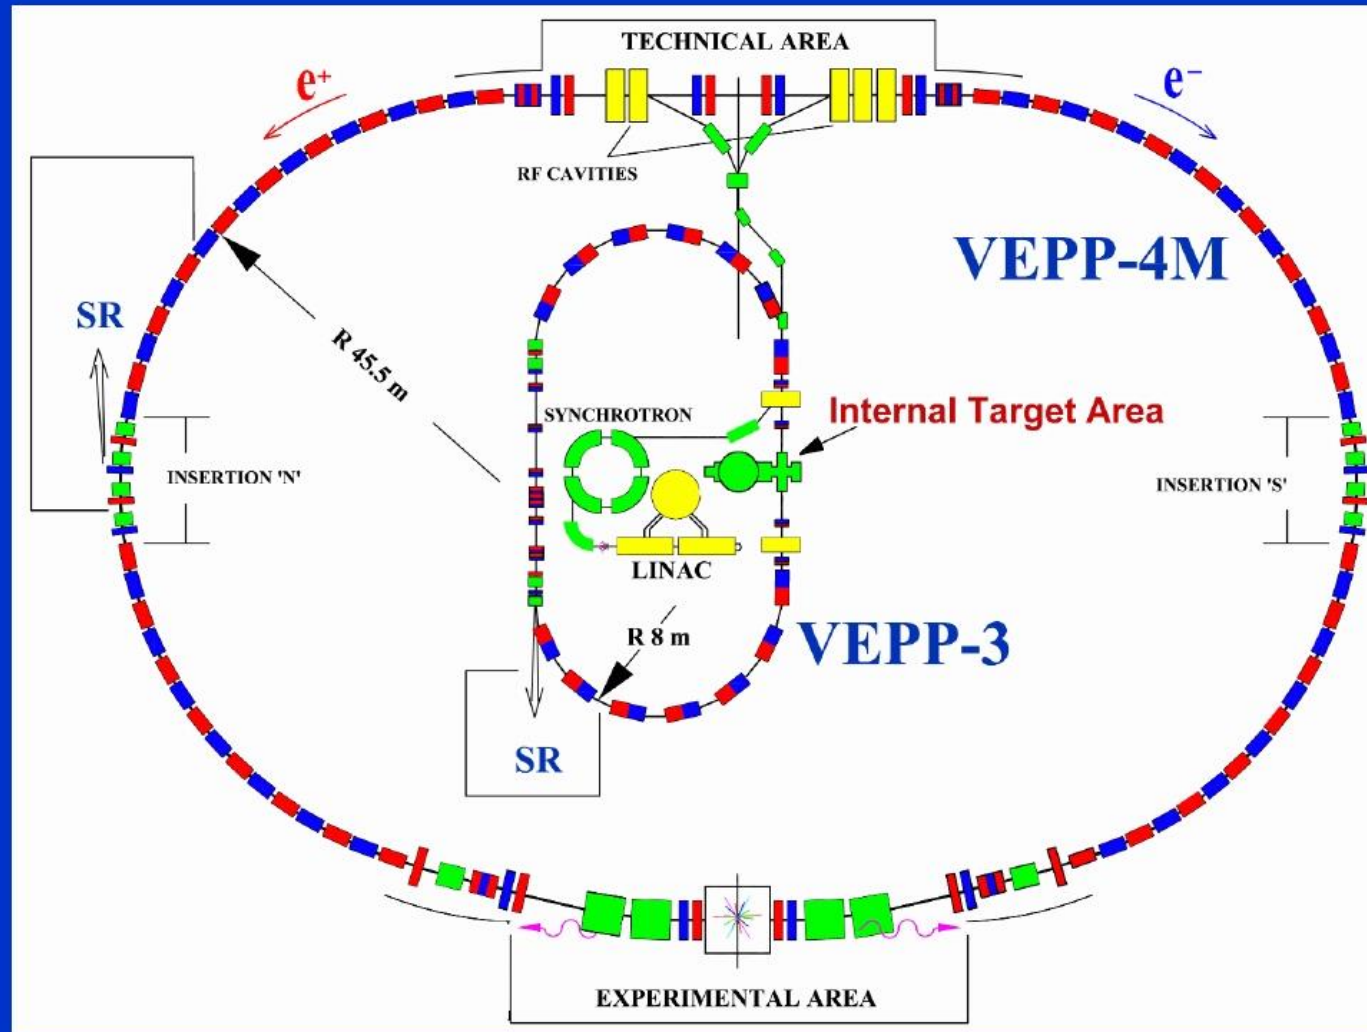 TECHNICAL AREA
e⁺
e⁻
RF CAVITIES
VEPP-4M
SR
R 45.5 m
Internal Target Area
SYNCHROTRON
INSERTION 'N'
INSERTION 'S'
LINAC
R 8 m
VEPP-3
SR
EXPERIMENTAL AREA